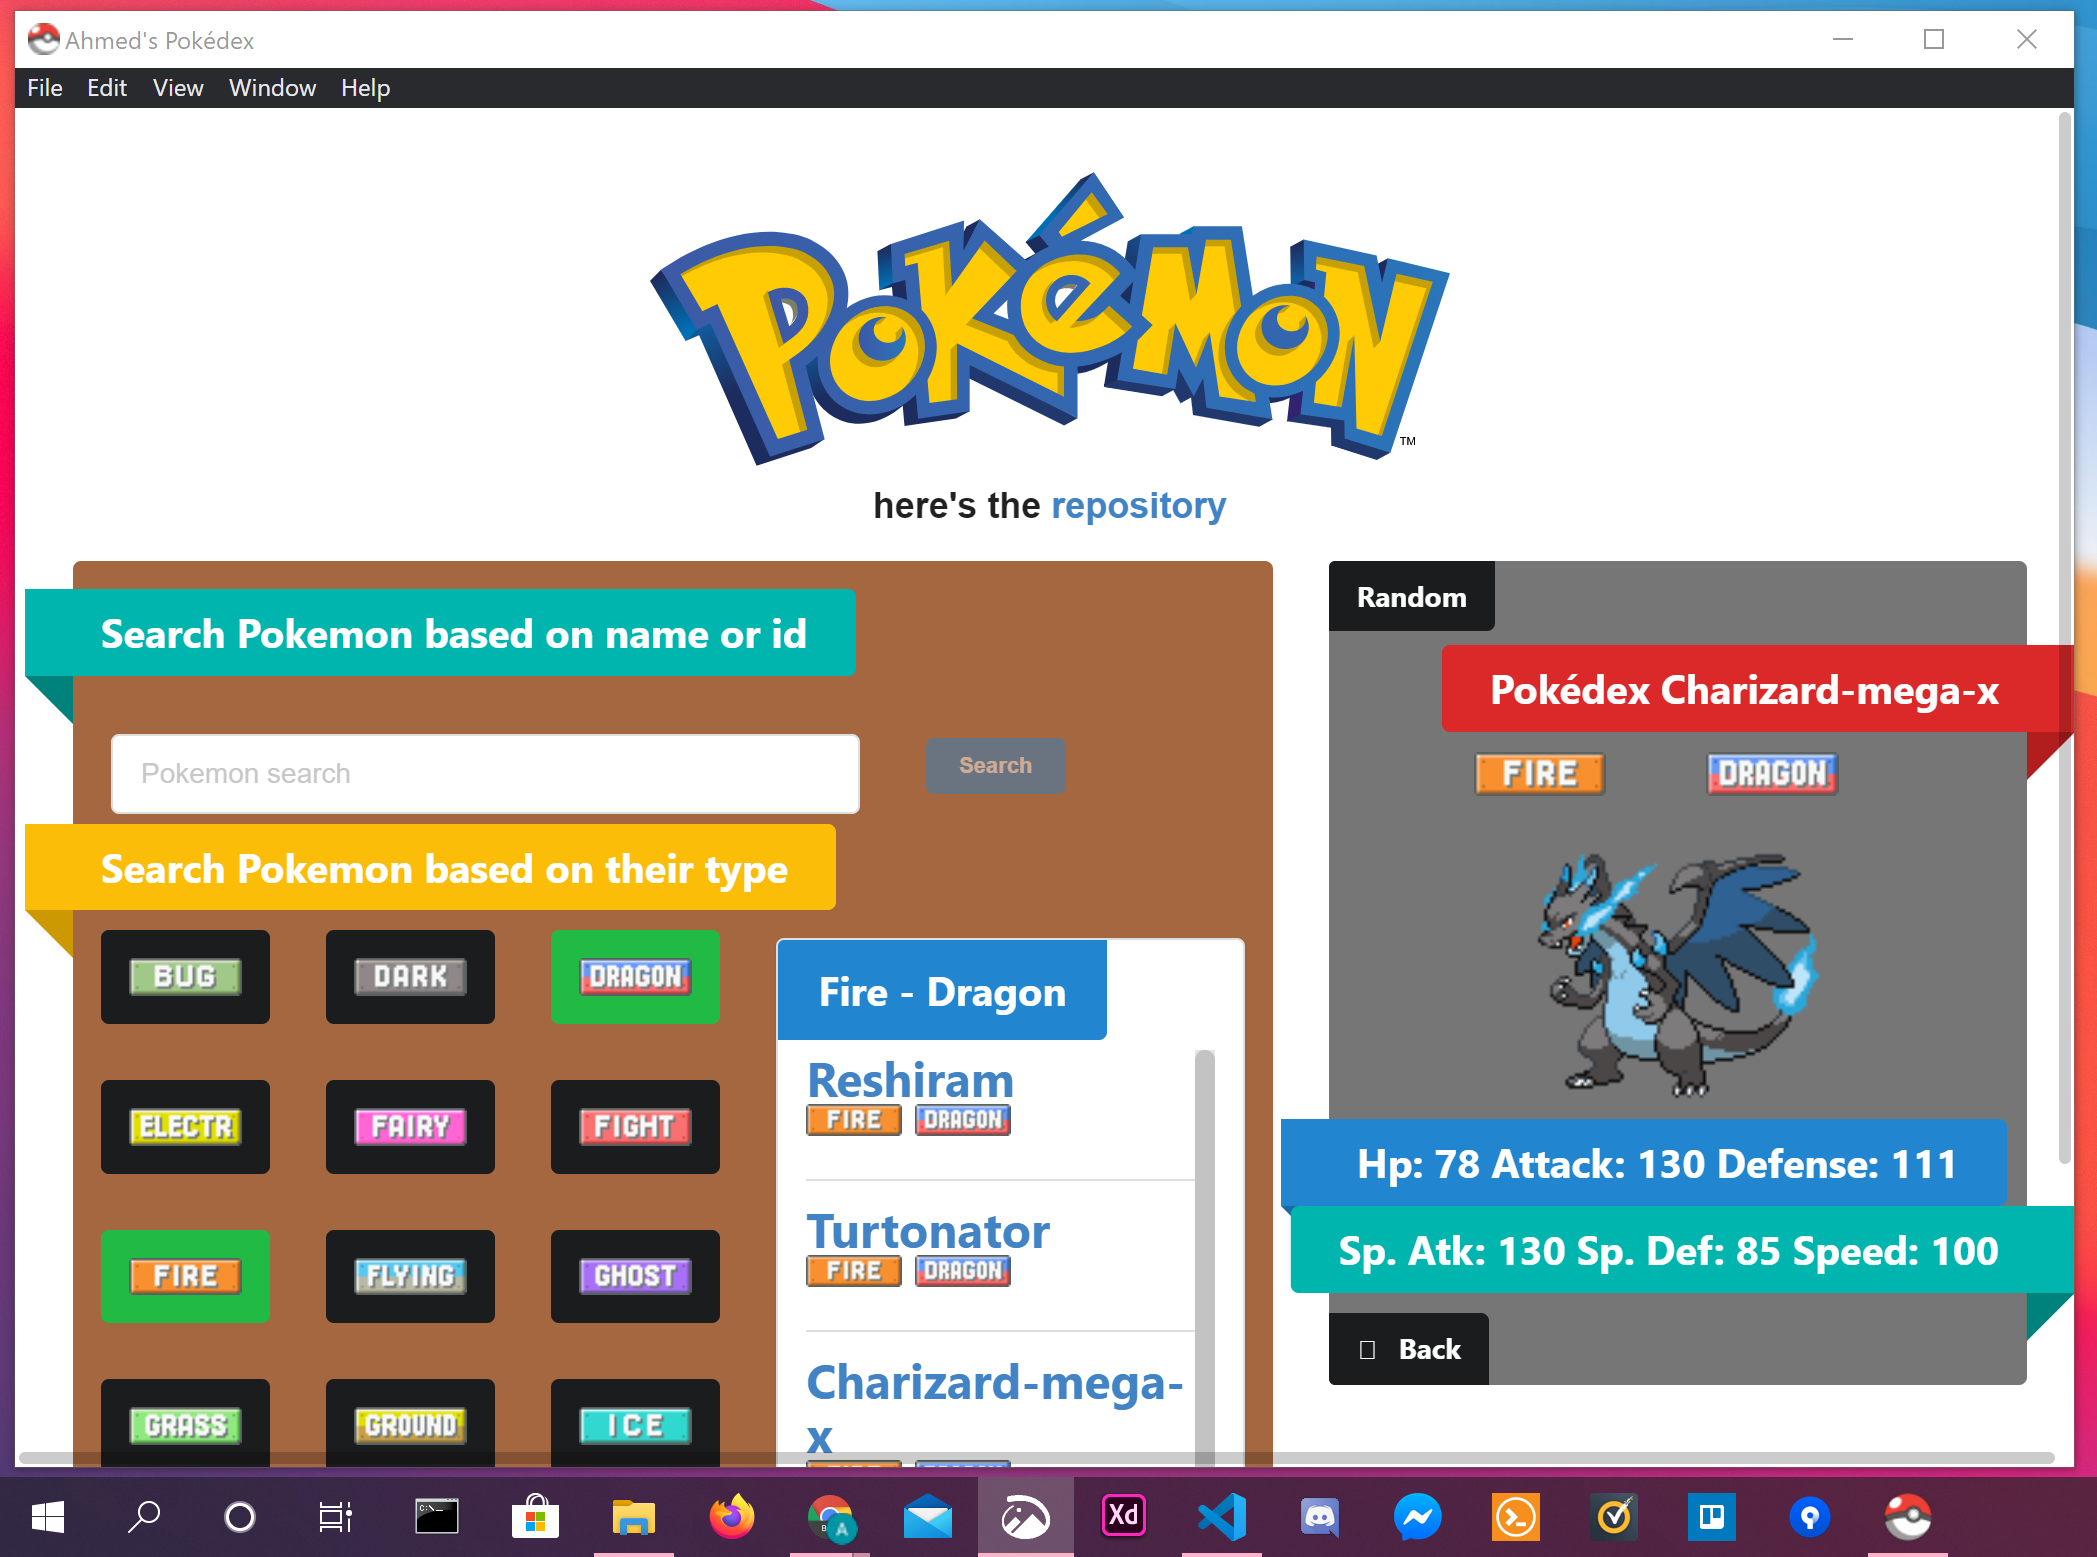 Ahmed's Pokédex
File Edit View Window Help
POKéMON
TM
here's the repository
Search Pokemon based on name or id
Pokemon search
Search
Search Pokemon based on their type
BUG
DARK
DRAGON
ELECTR
FAIRY
FIGHT
FIRE
FLYING
GHOST
GRASS
GROUND
ICE
Fire - Dragon
Reshiram
FIRE DRAGON
Turtonator
FIRE DRAGON
Charizard-mega-
x
Random
Pokédex Charizard-mega-x
FIRE
DRAGON
Hp: 78 Attack: 130 Defense: 111
Sp. Atk: 130 Sp. Def: 85 Speed: 100
Back
A
Xd